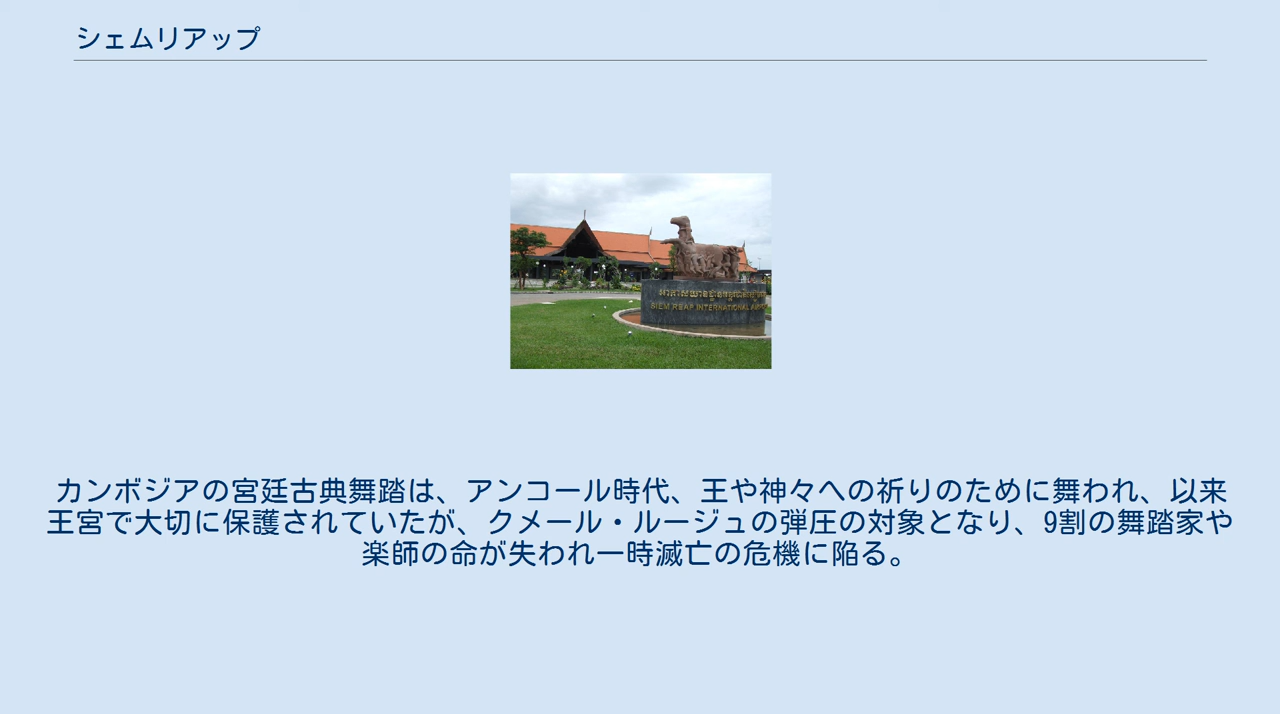 シェムリアップ
SIEM REAP INTERNATIONAL
カンボジアの宮廷古典舞踏は、アンコール時代、王や神々への祈りのために舞われ、以来
王宮で大切に保護されていたが、クメール・ルージュの弾圧の対象となり、9割の舞踏家や
楽師の命が失われ一時滅亡の危機に陥る。